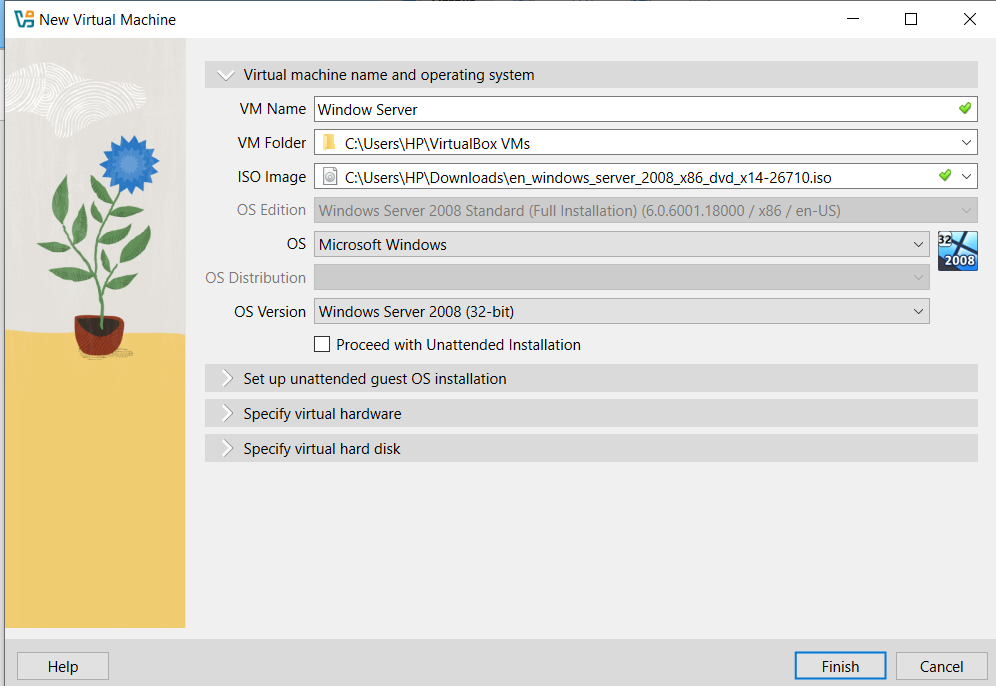 New Virtual Machine
Virtual machine name and operating system
VM Name Window Server
VM Folder C:\Users\HP\VirtualBox VMs
ISO Image C:\Users\HP\Downloads\en_windows_server_2008_x86_dvd_x14-26710.iso
OS Edition Windows Server 2008 Standard (Full Installation) (6.0.6001.18000 / x86 / en-US)
OS Microsoft Windows
32
2008
OS Distribution
OS Version Windows Server 2008 (32-bit)
Proceed with Unattended Installation
Set up unattended guest OS installation
Specify virtual hardware
Specify virtual hard disk
Help Finish Cancel